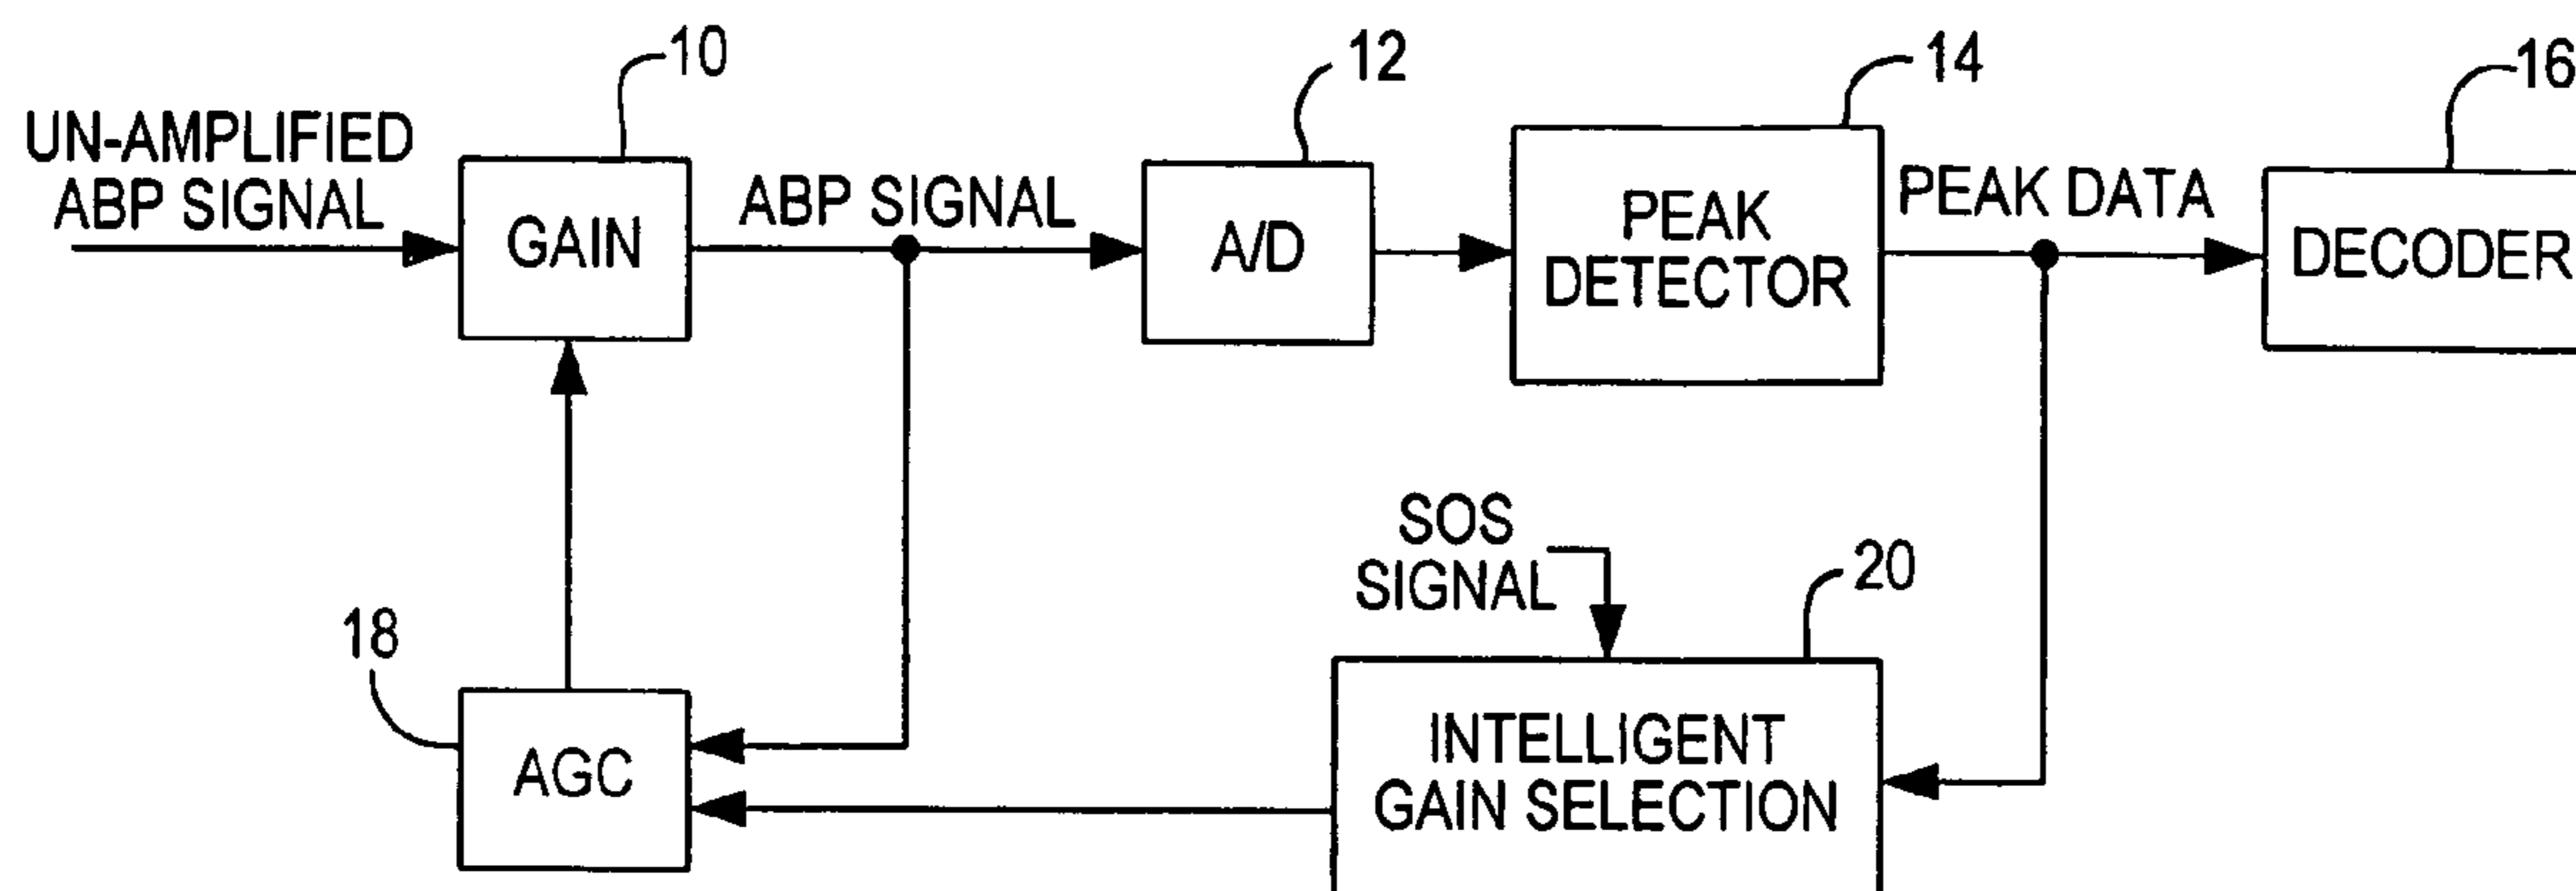 10
12
14
16
UN-AMPLIFIED
ABP SIGNAL
GAIN
ABP SIGNAL
A/D
PEAK
DETECTOR
PEAK DATA
DECODER
SOS
SIGNAL
20
18
AGC
INTELLIGENT
GAIN SELECTION